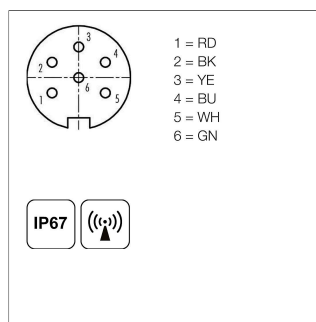 3
2 4
6
1 5
1 = RD
2 = BK
3 = YE
4 = BU
5 = WH
6 = GN
IP67